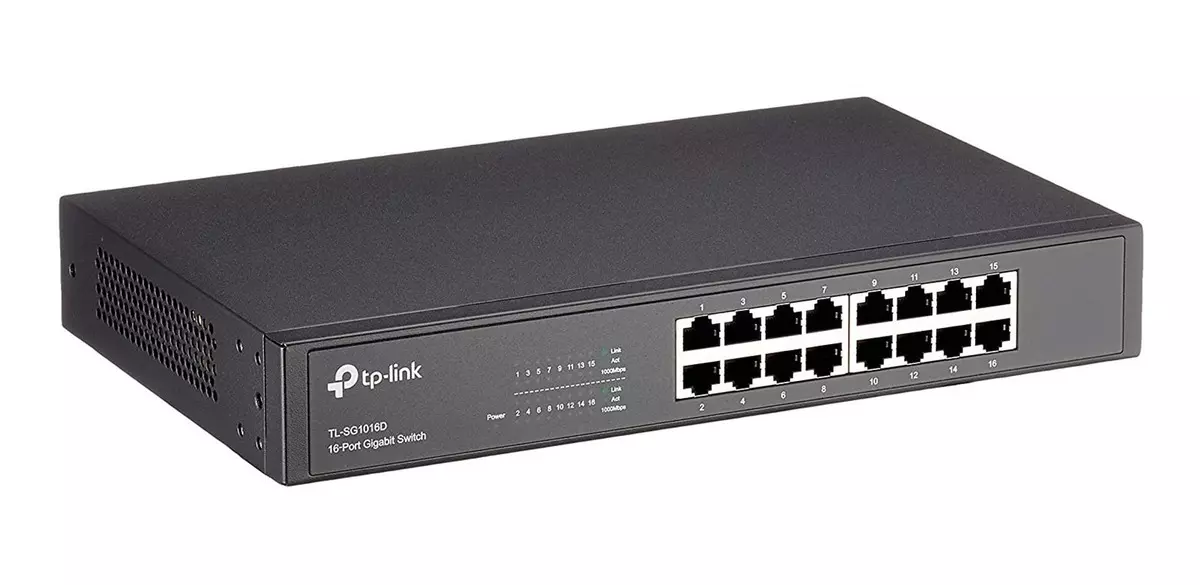 tp-link
TL-SG1016D
16-Port Gigabit Switch
Link
Act
1 3 5 7 9 11 13 15 1000Mbps
Link
Act
Power 2 4 6 8 10 12 14 16 1000Mbps
1 3 5 7 9 11 13 15
2 4 6 8 10 12 14 16